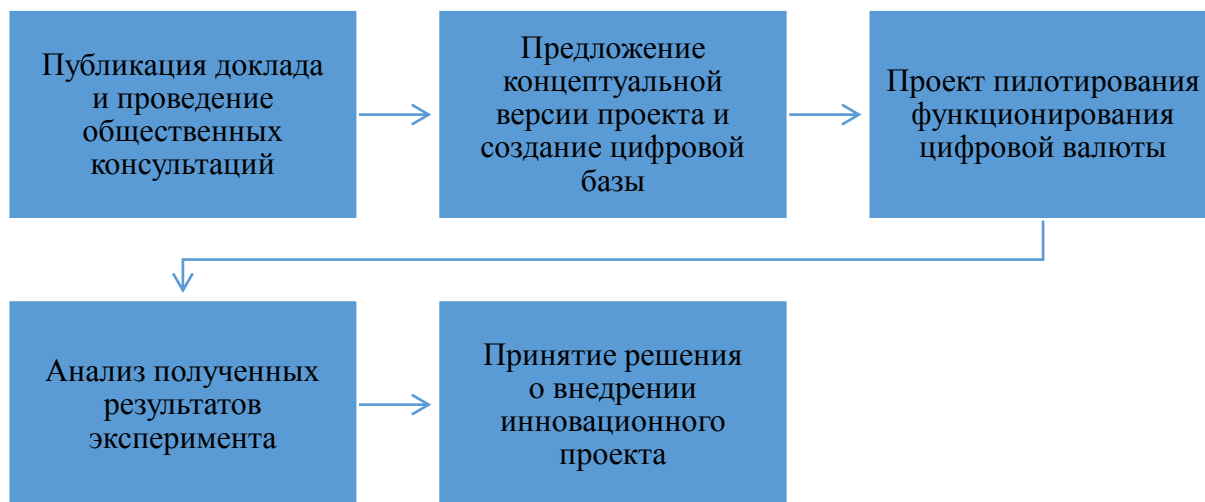 Публикация доклада
и проведение
общественных
консультаций
Предложение
концептуальной
версии проекта и
создание цифровой
базы
Проект пилотирования
функционирования
цифровой валюты
Анализ полученных
результатов
эксперимента
Принятие решения
о внедрении
инновационного
проекта